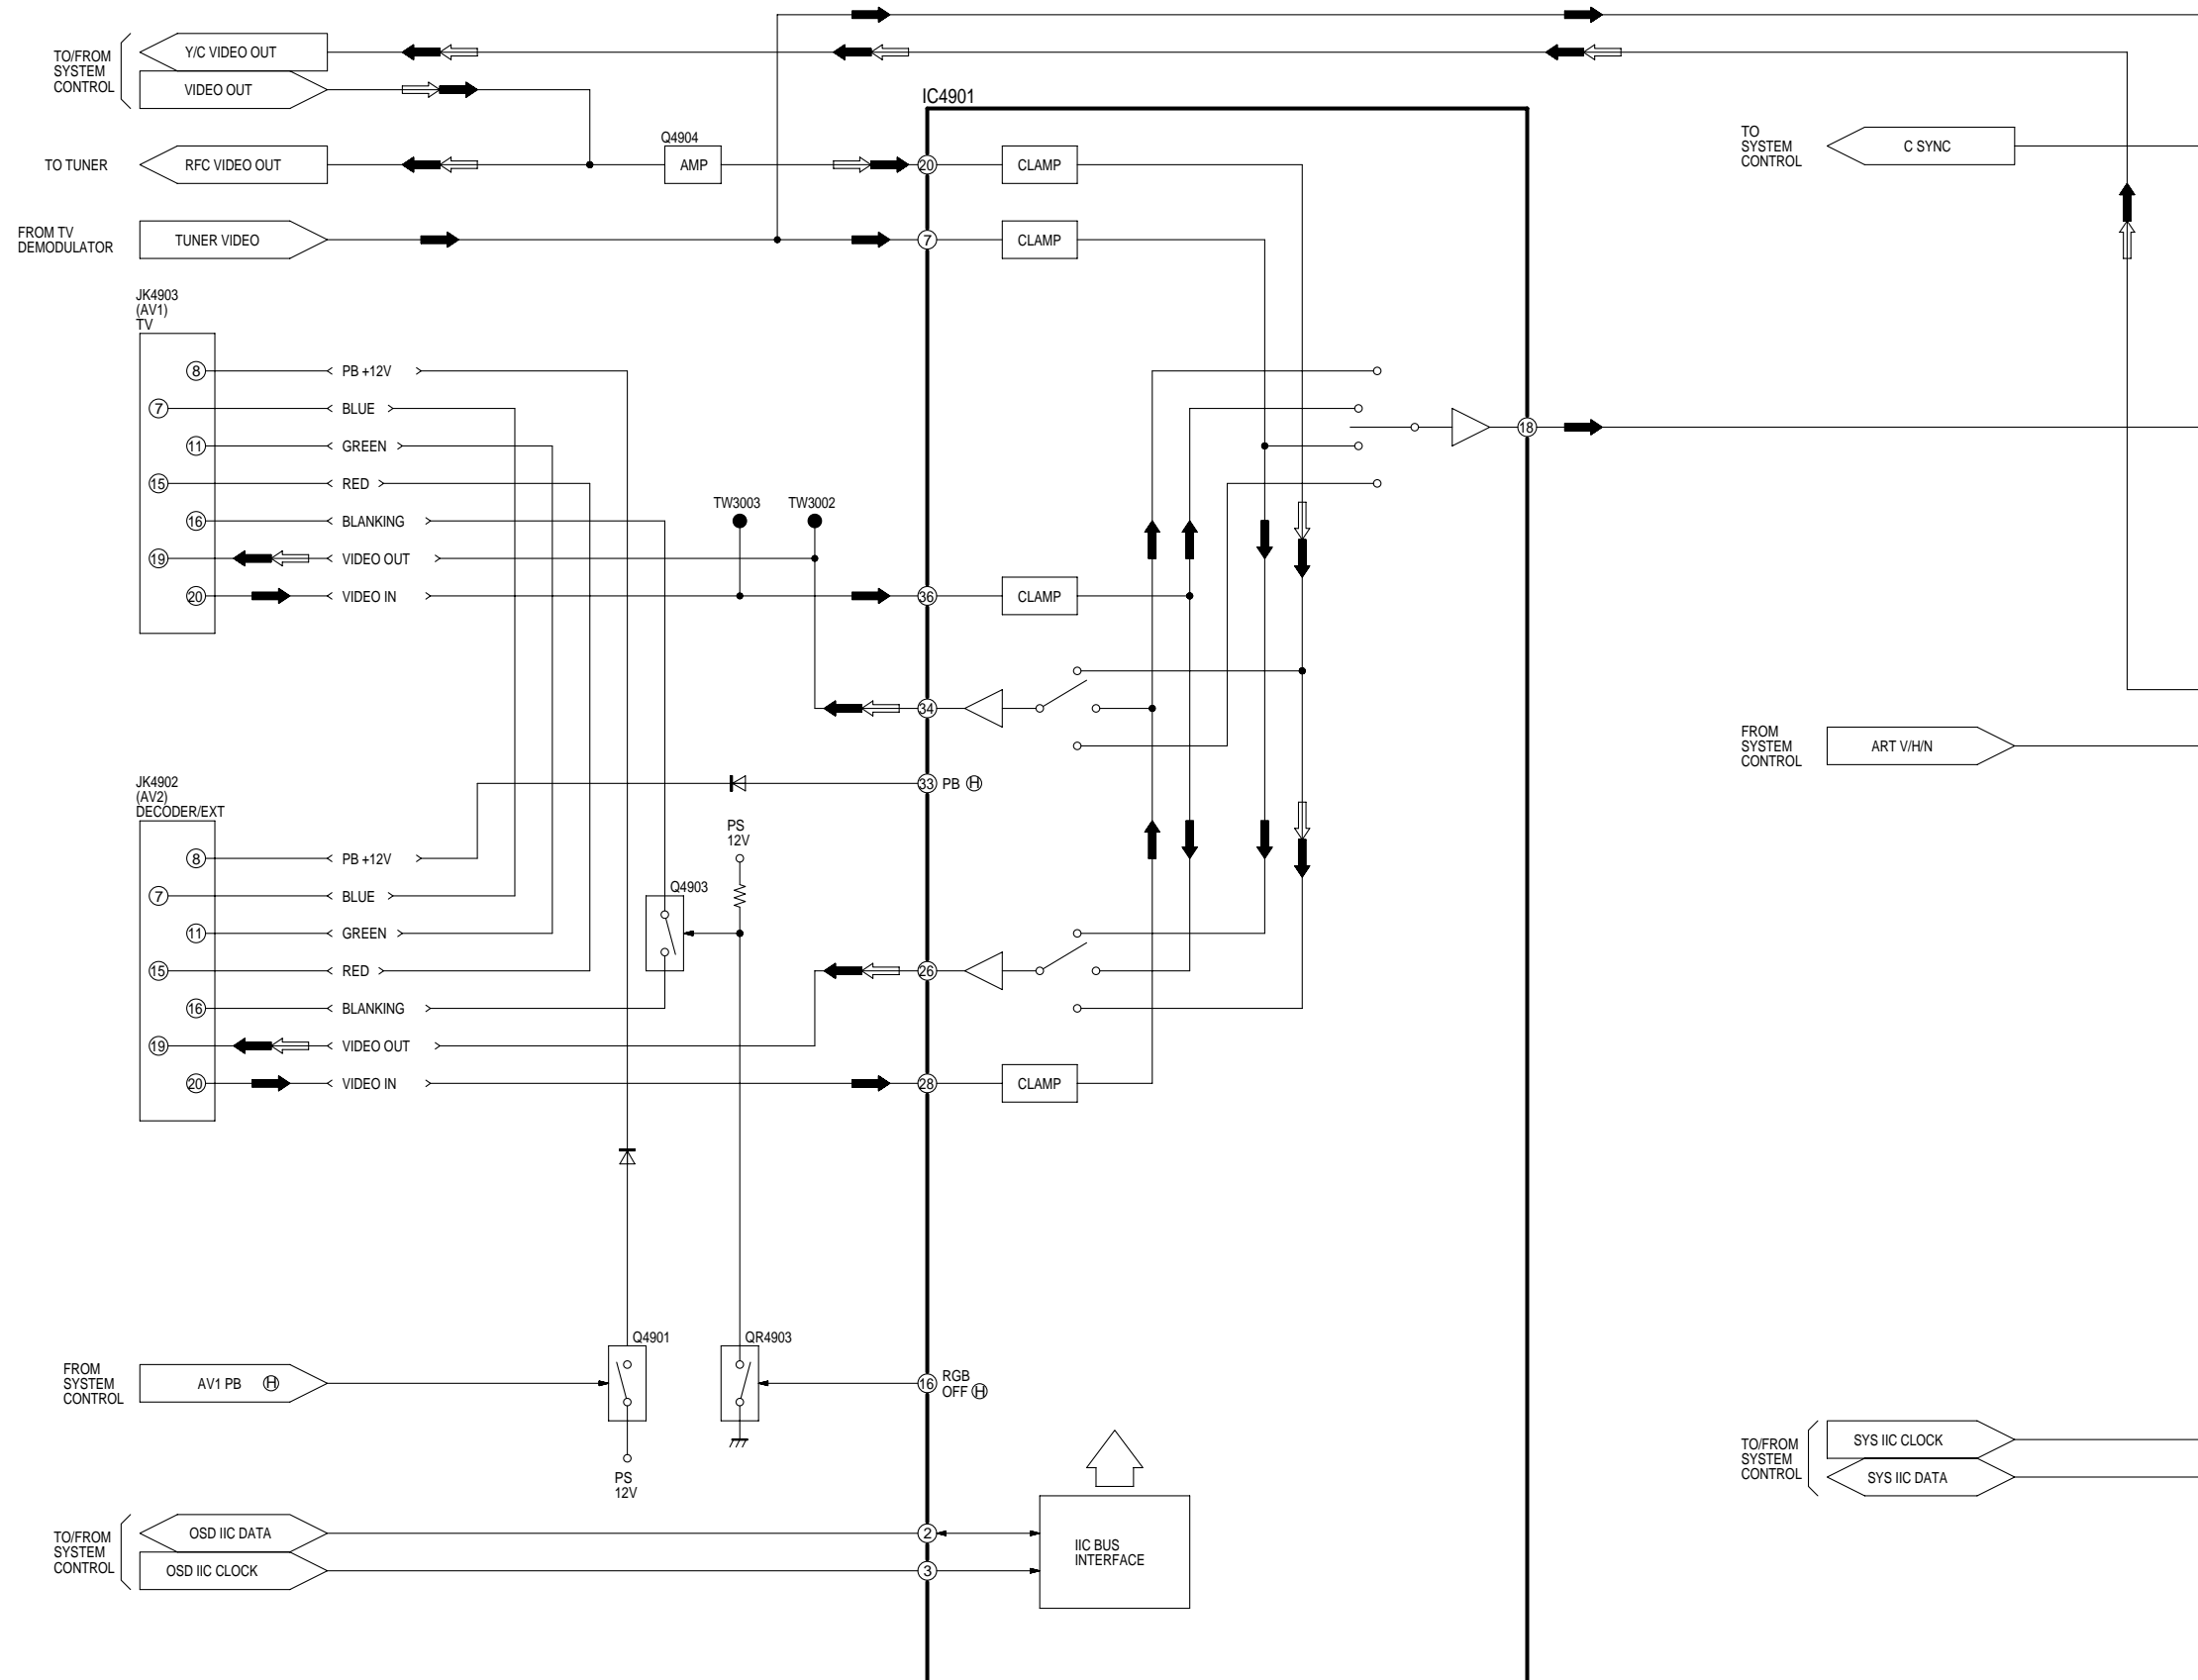 TO/FROM
SYSTEM
CONTROL
Y/C VIDEO OUT
VIDEO OUT
TO TUNER
RFC VIDEO OUT
Q4904
AMP
FROM TV
DEMODULATOR
TUNER VIDEO
IC4901
20
CLAMP
7
CLAMP
TO
SYSTEM
CONTROL
C SYNC
JK4903
(AV1)
TV
8
PB +12V
7
BLUE
11
GREEN
15
RED
16
BLANKING
19
VIDEO OUT
20
VIDEO IN
TW3003
TW3002
18
36
CLAMP
34
33
PB H
FROM
SYSTEM
CONTROL
ART V/H/N
JK4902
(AV2)
DECODER/EXT
8
PB +12V
7
BLUE
11
GREEN
15
RED
16
BLANKING
19
VIDEO OUT
20
VIDEO IN
PS
12V
Q4903
26
28
CLAMP
FROM
SYSTEM
CONTROL
AV1 PB H
Q4901
QR4903
PS
12V
16
RGB
OFF H
TO/FROM
SYSTEM
CONTROL
SYS IIC CLOCK
SYS IIC DATA
TO/FROM
SYSTEM
CONTROL
OSD IIC DATA
OSD IIC CLOCK
2
3
IIC BUS
INTERFACE